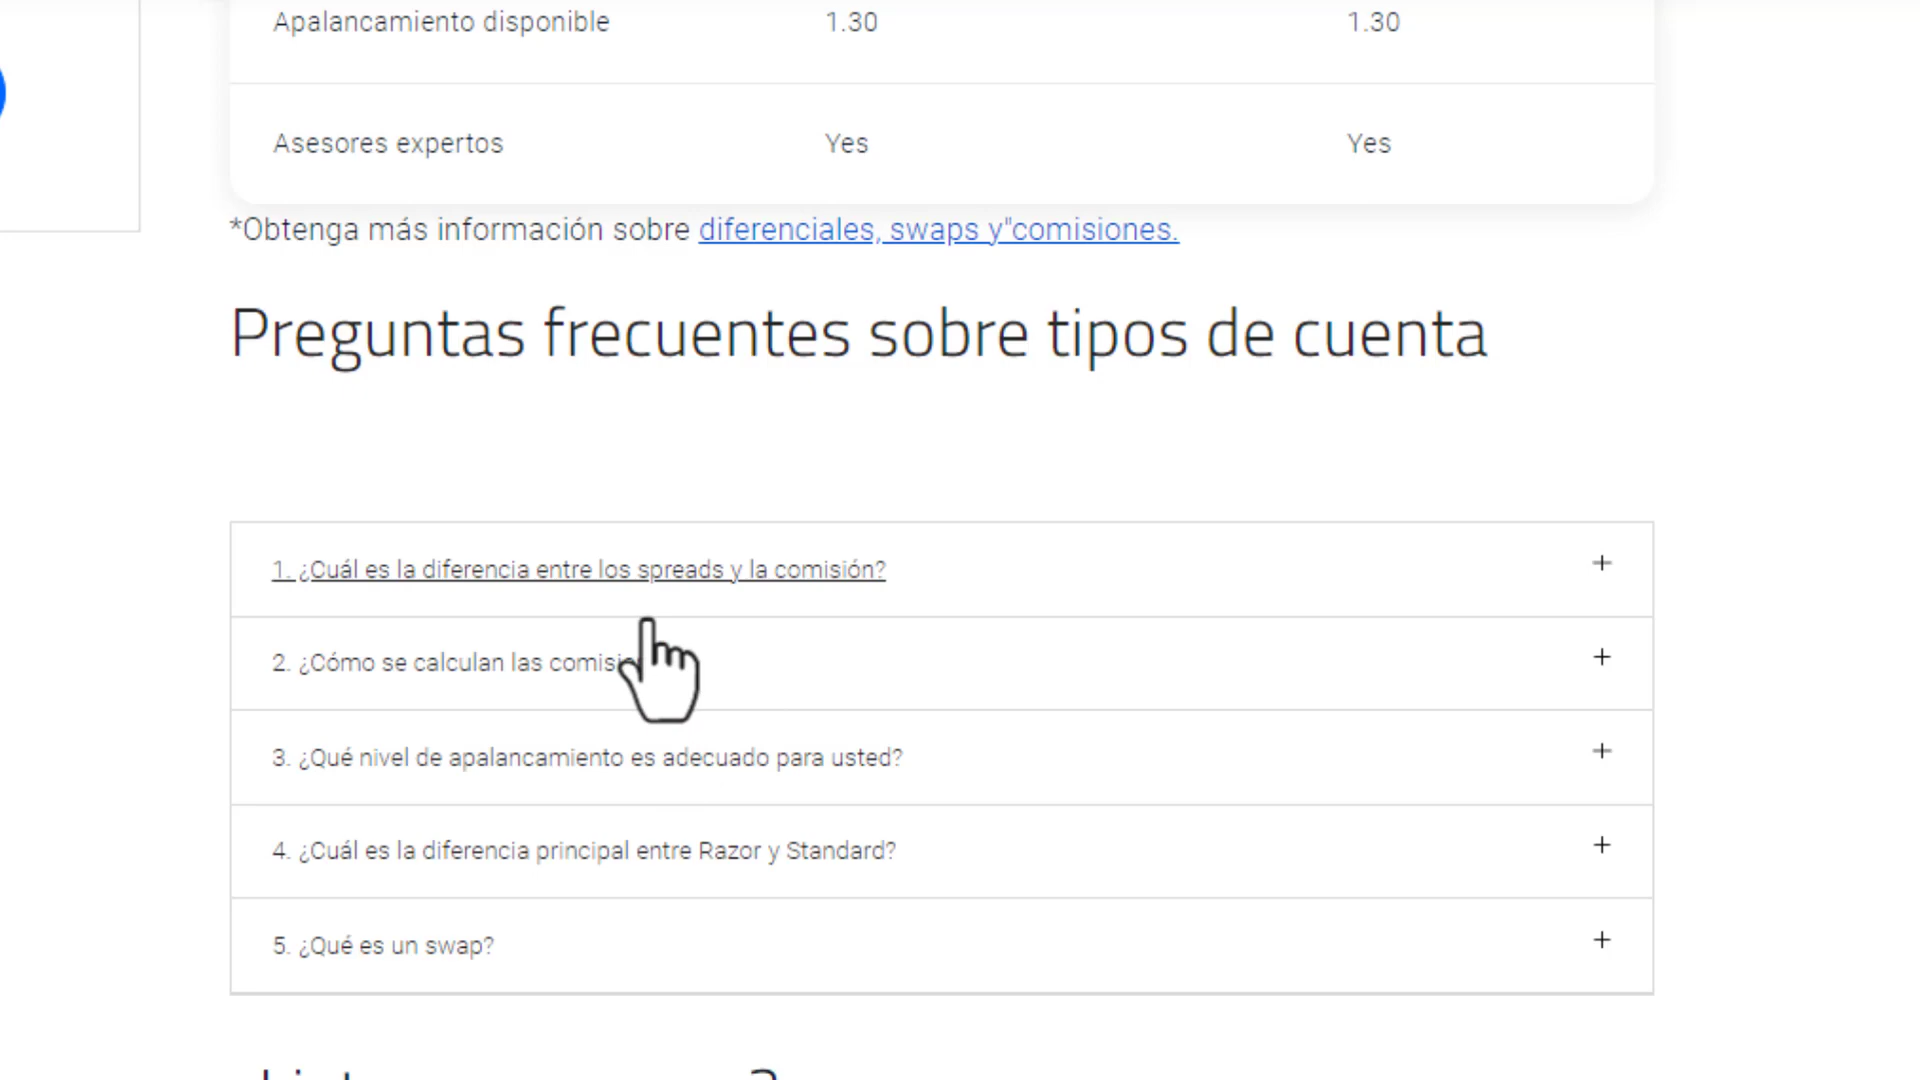 Apalancamiento disponible 1.30 1.30
Asesores expertos Yes Yes
*Obtenga más información sobre diferenciales, swaps y"comisiones.
Preguntas frecuentes sobre tipos de cuenta
1. ¿Cuál es la diferencia entre los spreads y la comisión? +
2. ¿Cómo se calculan las +
3. ¿Qué nivel de apalancamiento es adecuado para usted? +
4. ¿Cuál es la diferencia principal entre Razor y Standard? +
5. ¿Qué es un swap? +